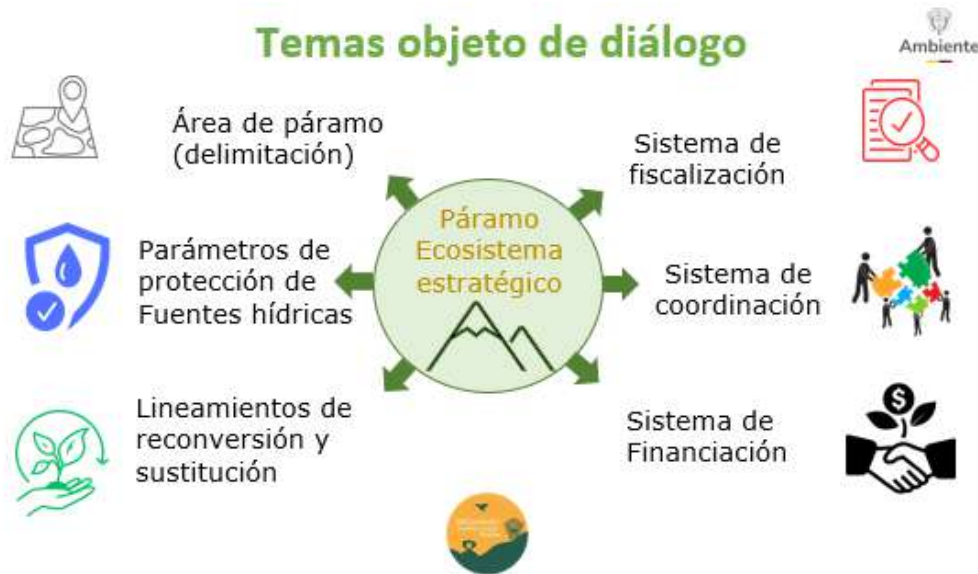 Temas objeto de diálogo
Ambiente
Área de páramo
(delimitación)
Parámetros de
protección de
Fuentes hídricas
Lineamientos de
reconversión y
sustitución
Páramo
Ecosistema
estratégico
Sistema de
fiscalización
Sistema de
coordinación
Sistema de
Financiación